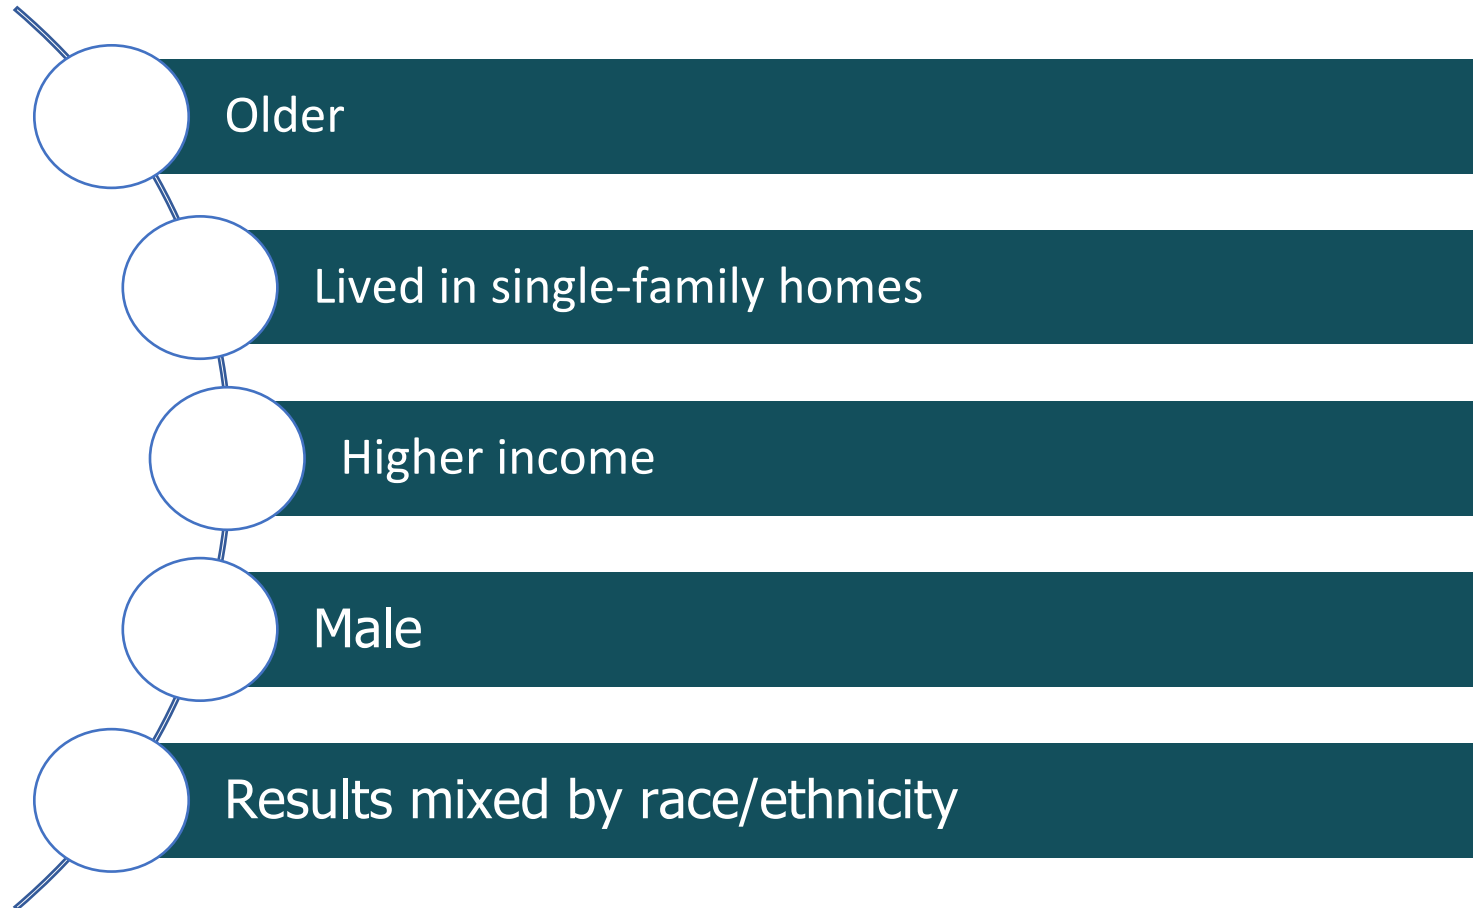 Older
Lived in single-family homes
Higher income
Male
Results mixed by race/ethnicity